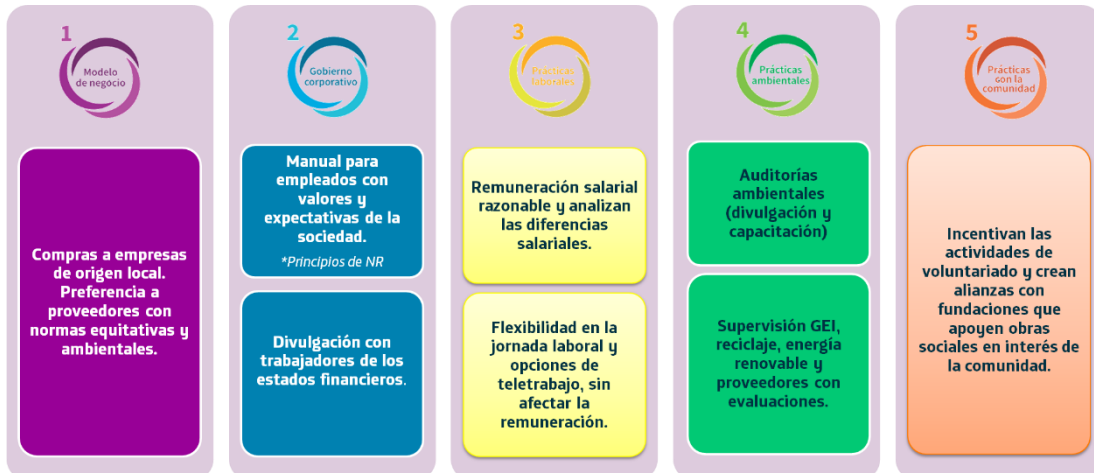 1
Modelo
de negócio
Compras a empresas
de origen local.
Preferencia a
proveedores con
normas equitativas y
ambientales.
2
Gobierno
corporativo
Manual para
empleados con
valores y
expectativas de la
sociedad.
*Principios de NR
Divulgación con
trabajadores de los
estados financieros.
3
Prácticas
laborales
Remuneración salarial
razonable y analizan
las diferencias
salariales.
Flexibilidad en la
jornada laboral y
opciones de
teletrabajo, sin
afectar la
remuneración.
4
Prácticas
ambientales
Auditorías
ambientales
(divulgación y
capacitación)
Supervisión GEI,
reciclaje, energía
renovable y
proveedores con
evaluaciones.
5
Prácticas
con la
comunidad
Incentivan las
actividades de
voluntariado y crean
alianzas con
fundaciones que
apoyen obras
sociales en interés de
la comunidad.